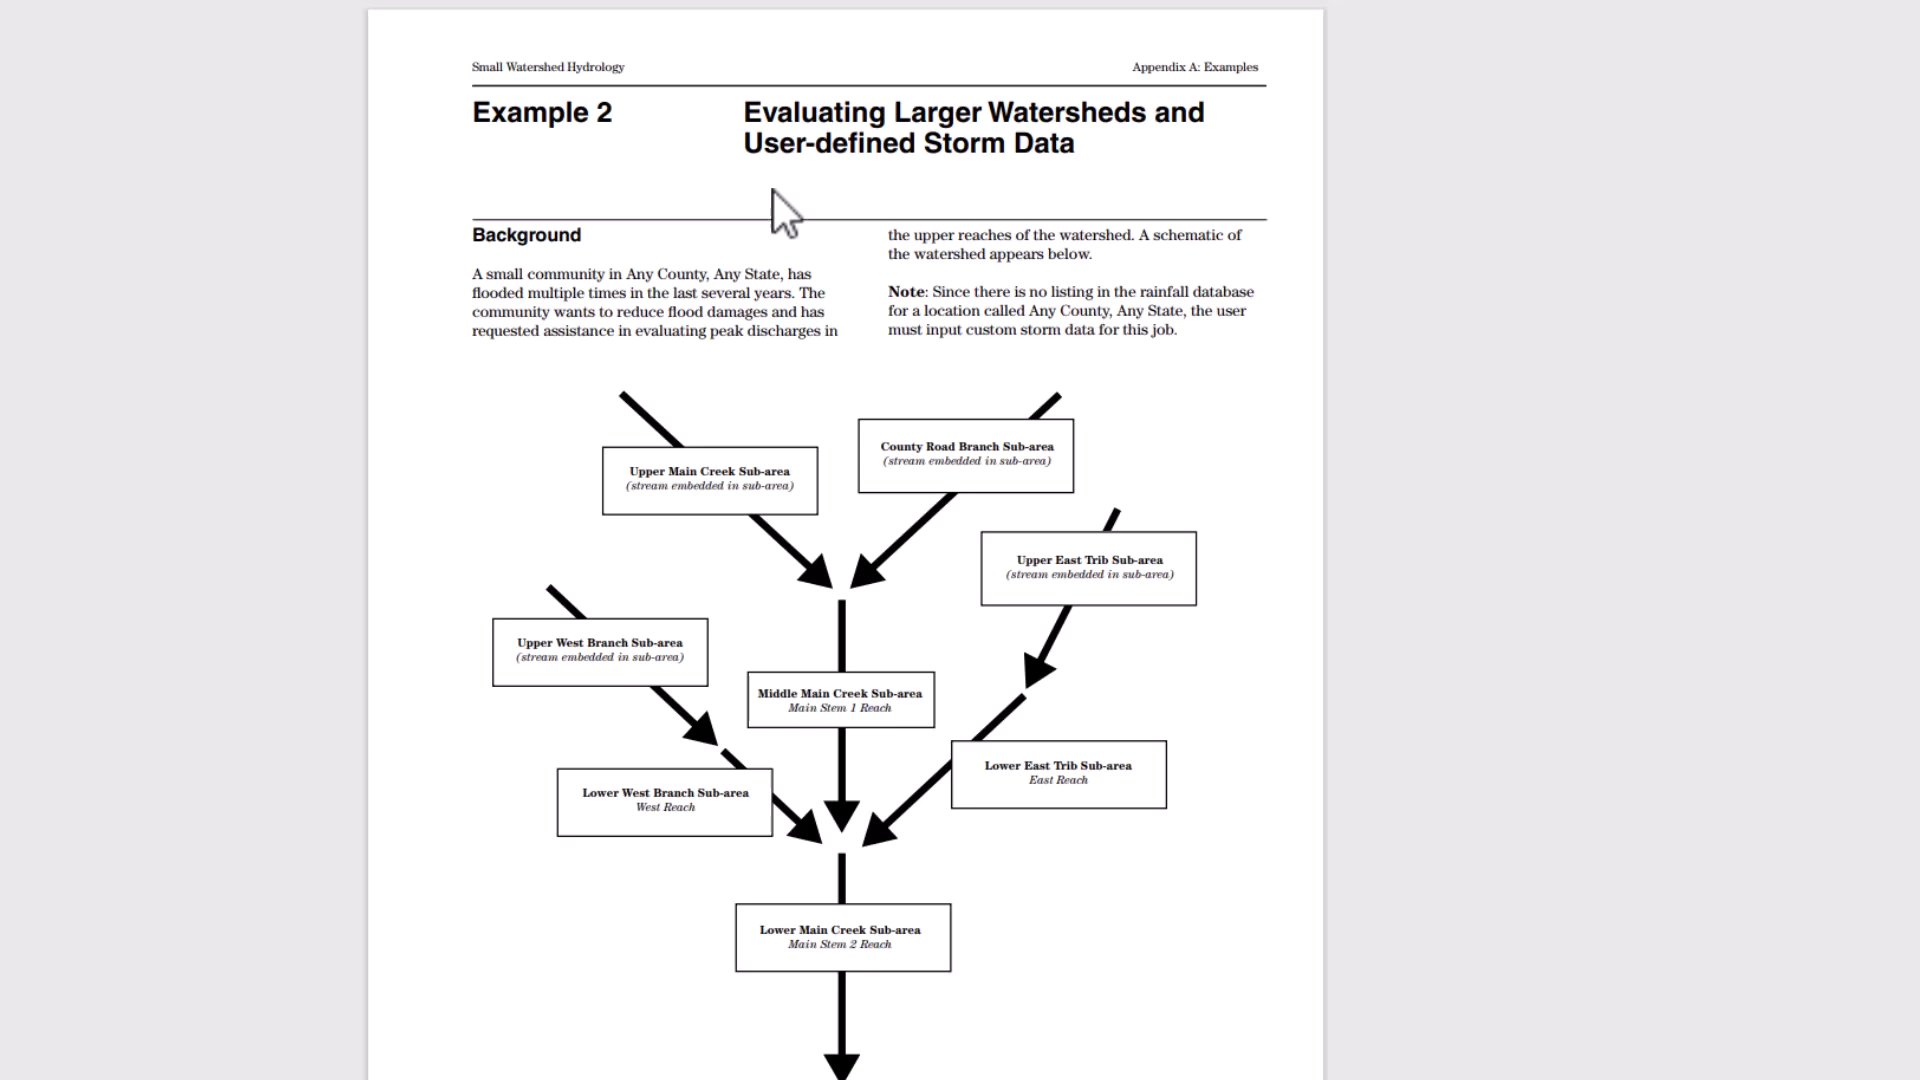 Small Watershed Hydrology
Appendix A: Examples
Example 2
Evaluating Larger Watersheds and
User-defined Storm Data
Background
A small community in Any County, Any State, has
flooded multiple times in the last several years. The
community wants to reduce flood damages and has
requested assistance in evaluating peak discharges in
the upper reaches of the watershed. A schematic of
the watershed appears below.
Note: Since there is no listing in the rainfall database
for a location called Any County, Any State, the user
must input custom storm data for this job.
County Road Branch Sub-area
(stream embedded in sub-area)
Upper Main Creek Sub-area
(stream embedded in sub-area)
Upper East Trib Sub-area
(stream embedded in sub-area)
Upper West Branch Sub-area
(stream embedded in sub-area)
Middle Main Creek Sub-area
Main Stem 1 Reach
Lower East Trib Sub-area
East Reach
Lower West Branch Sub-area
West Reach
Lower Main Creek Sub-area
Main Stem 2 Reach